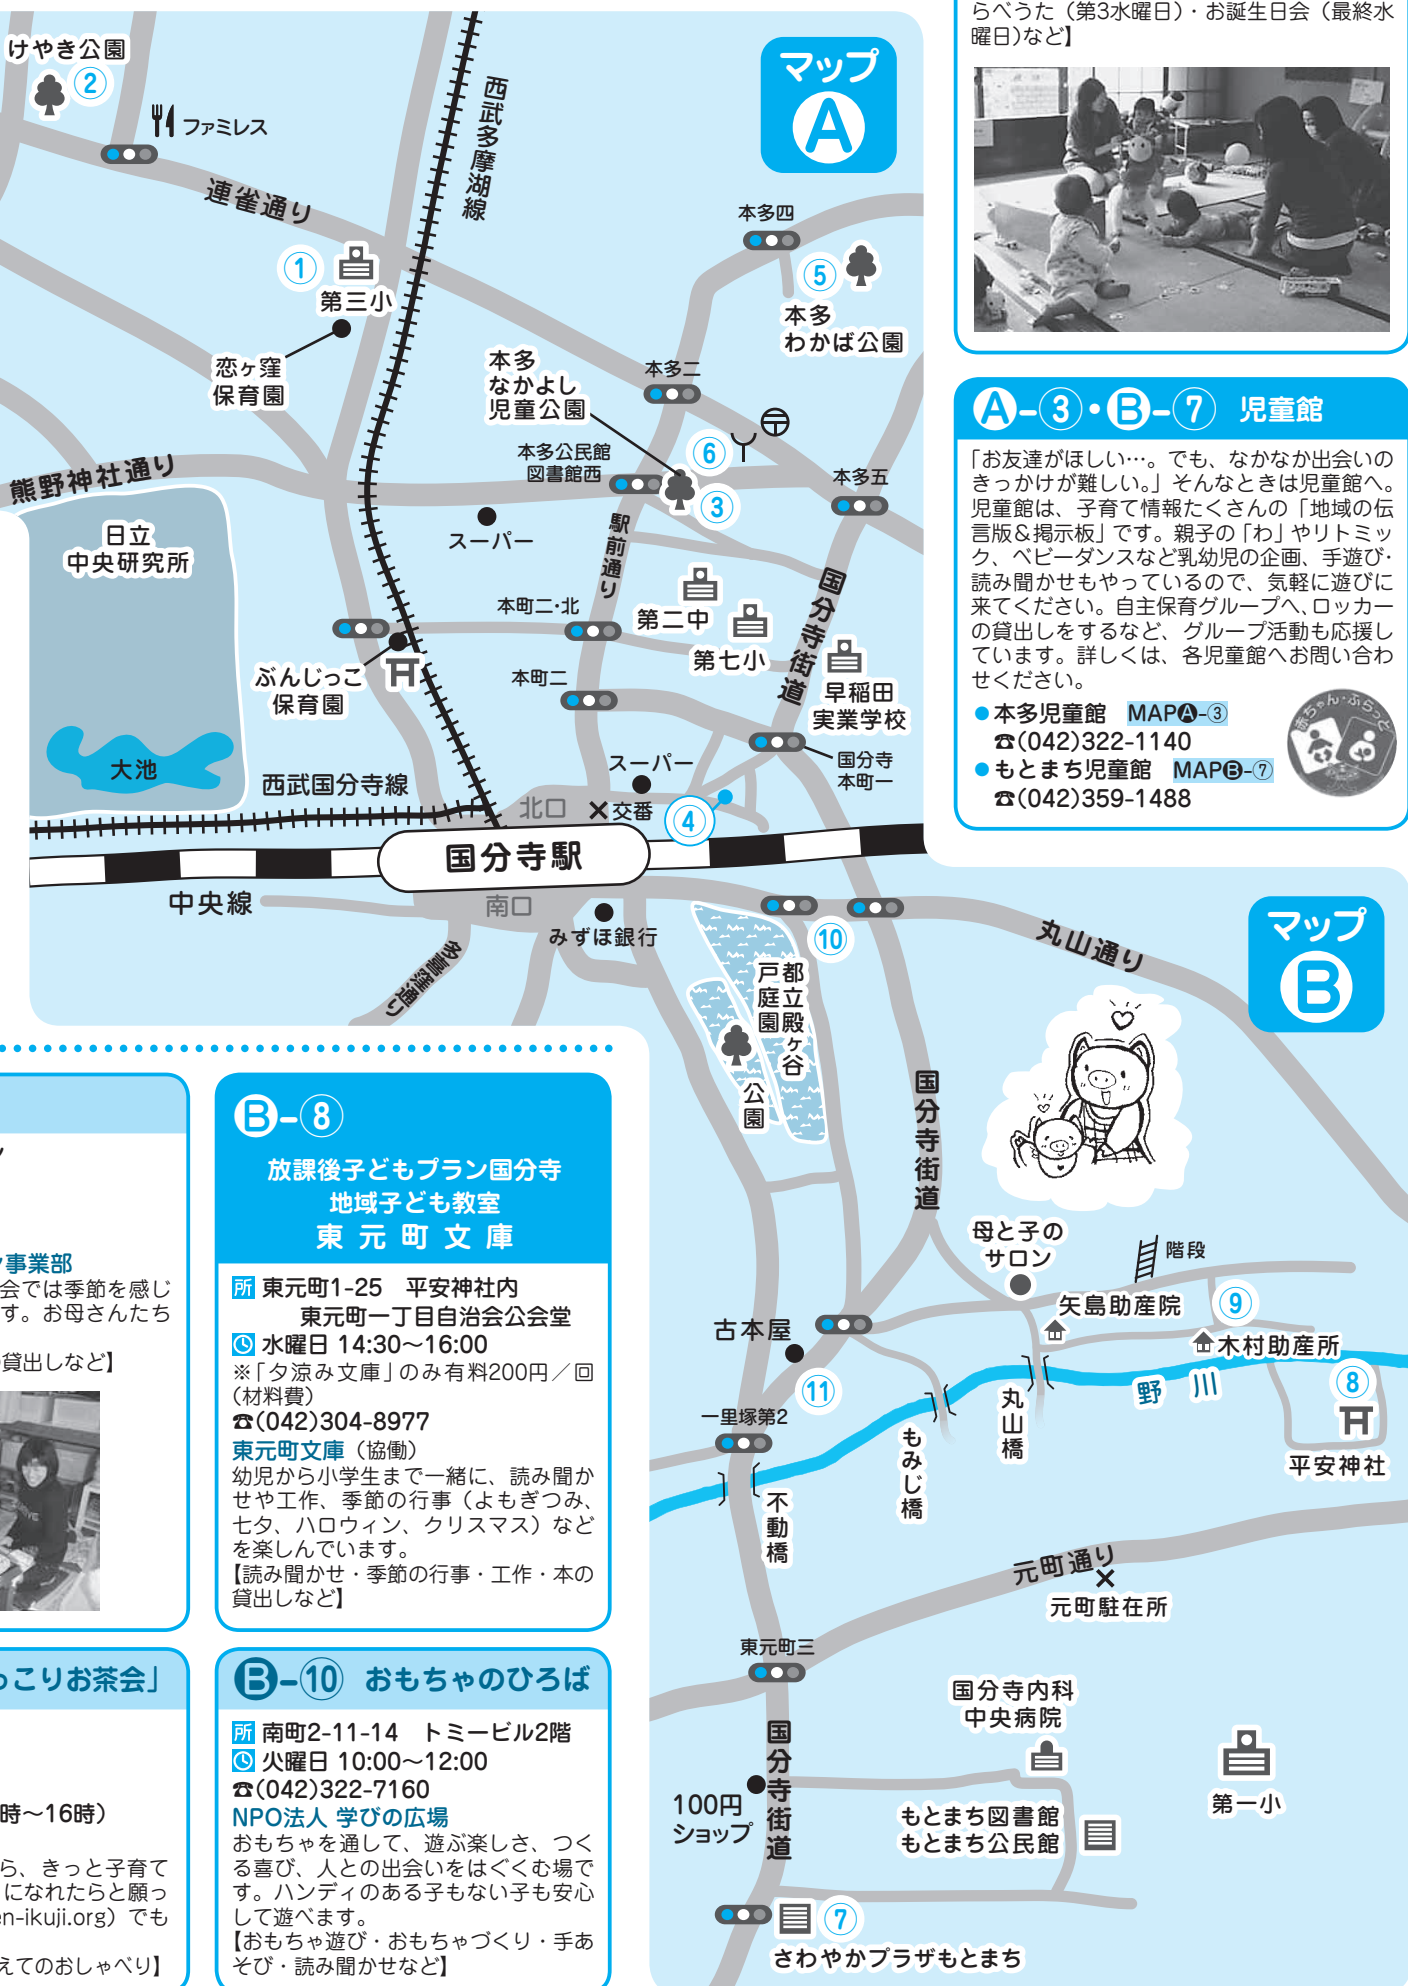 らべうた（第3水曜日）・お誕生日会（最終水
曜日）など】
マップ
A
けやき公園
②
ファミレス
連雀通り
西武多摩湖線
①
第三小
恋ヶ窪
保育園
本多四
⑤
本多
わかば公園
本多
なかよし
児童公園
本多二
本多公民館
図書館西
⑥
③
本多五
熊野神社通り
日立
中央研究所
スーパー
駅前通り
国分寺街道
本町二・北
第二中
第七小
ぶんじっこ
保育園
本町二
早稲田
実業学校
大池
スーパー
国分寺
本町一
西武国分寺線
北口
交番
④
国分寺駅
中央線
南口
みずほ銀行
多喜窪通り
A-③・B-⑦ 児童館
「お友達がほしい…。でも、なかなか出会いの
きっかけが難しい。」そんなときは児童館へ。
児童館は、子育て情報たくさんの「地域の伝
言版＆掲示板」です。親子の「わ」やリトミッ
ク、ベビーダンスなど乳幼児の企画、手遊び・
読み聞かせもやっているので、気軽に遊びに
来てください。自主保育グループへ、ロッカー
の貸出しをするなど、グループ活動も応援し
ています。詳しくは、各児童館へお問い合わ
せください。
●本多児童館 MAPA-③
☎(042)322-1140
●もとまち児童館 MAPB-⑦
☎(042)359-1488
赤ちゃん・ふらっと
マップ
B
⑩
丸山通り
都立殿ヶ谷
戸庭園
公園
国分寺街道
母と子の
サロン
階段
矢島助産院
⑨
木村助産所
古本屋
⑪
⑧
平安神社
野川
丸山橋
もみじ橋
一里塚第2
不動橋
元町通り
元町駐在所
東元町三
国分寺内科
中央病院
国分寺街道
100円
ショップ
第一小
もとまち図書館
もとまち公民館
⑦
さわやかプラザもとまち
事業部
会では季節を感じ
す。お母さんたち
貸出しなど】
っこりお茶会」
時〜16時）
ら、きっと子育て
になれたらと願っ
en-ikuji.org）でも
えてのおしゃべり】
B-⑧
放課後子どもプラン国分寺
地域子ども教室
東元町文庫
所 東元町1-25 平安神社内
東元町一丁目自治会公会堂
水曜日 14:30〜16:00
※「夕涼み文庫」のみ有料200円／回
（材料費）
☎(042)304-8977
東元町文庫（協働）
幼児から小学生まで一緒に、読み聞か
せや工作、季節の行事（よもぎつみ、
七夕、ハロウィン、クリスマス）など
を楽しんでいます。
【読み聞かせ・季節の行事・工作・本の
貸出しなど】
B-⑩ おもちゃのひろば
所 南町2-11-14 トミービル2階
火曜日 10:00〜12:00
☎(042)322-7160
NPO法人 学びの広場
おもちゃを通して、遊ぶ楽しさ、つく
る喜び、人との出会いをはぐくむ場で
す。ハンディのある子もない子も安心
して遊べます。
【おもちゃ遊び・おもちゃづくり・手あ
そび・読み聞かせなど】